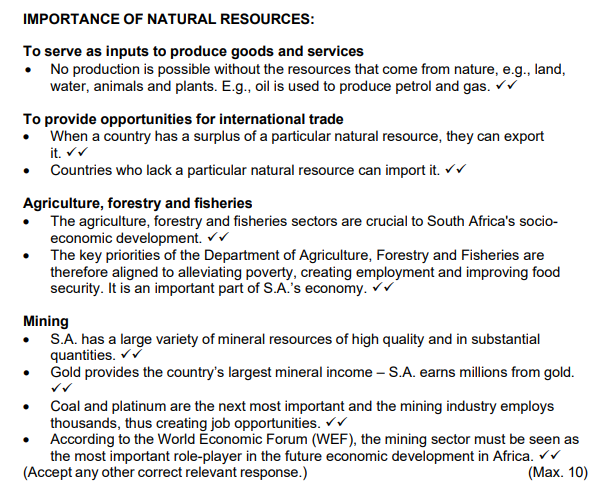 IMPORTANCE OF NATURAL RESOURCES:
To serve as inputs to produce goods and services
• No production is possible without the resources that come from nature, e.g., land,
water, animals and plants. E.g., oil is used to produce petrol and gas. ✓✓
To provide opportunities for international trade
• When a country has a surplus of a particular natural resource, they can export
it. ✓✓
• Countries who lack a particular natural resource can import it. ✓✓
Agriculture, forestry and fisheries
• The agriculture, forestry and fisheries sectors are crucial to South Africa's socio-
economic development. ✓✓
• The key priorities of the Department of Agriculture, Forestry and Fisheries are
therefore aligned to alleviating poverty, creating employment and improving food
security. It is an important part of S.A.'s economy. ✓✓
Mining
• S.A. has a large variety of mineral resources of high quality and in substantial
quantities. ✓✓
• Gold provides the country's largest mineral income – S.A. earns millions from gold.
✓✓
• Coal and platinum are the next most important and the mining industry employs
thousands, thus creating job opportunities. ✓✓
• According to the World Economic Forum (WEF), the mining sector must be seen as
the most important role-player in the future economic development in Africa. ✓✓
(Accept any other correct relevant response.) (Max. 10)